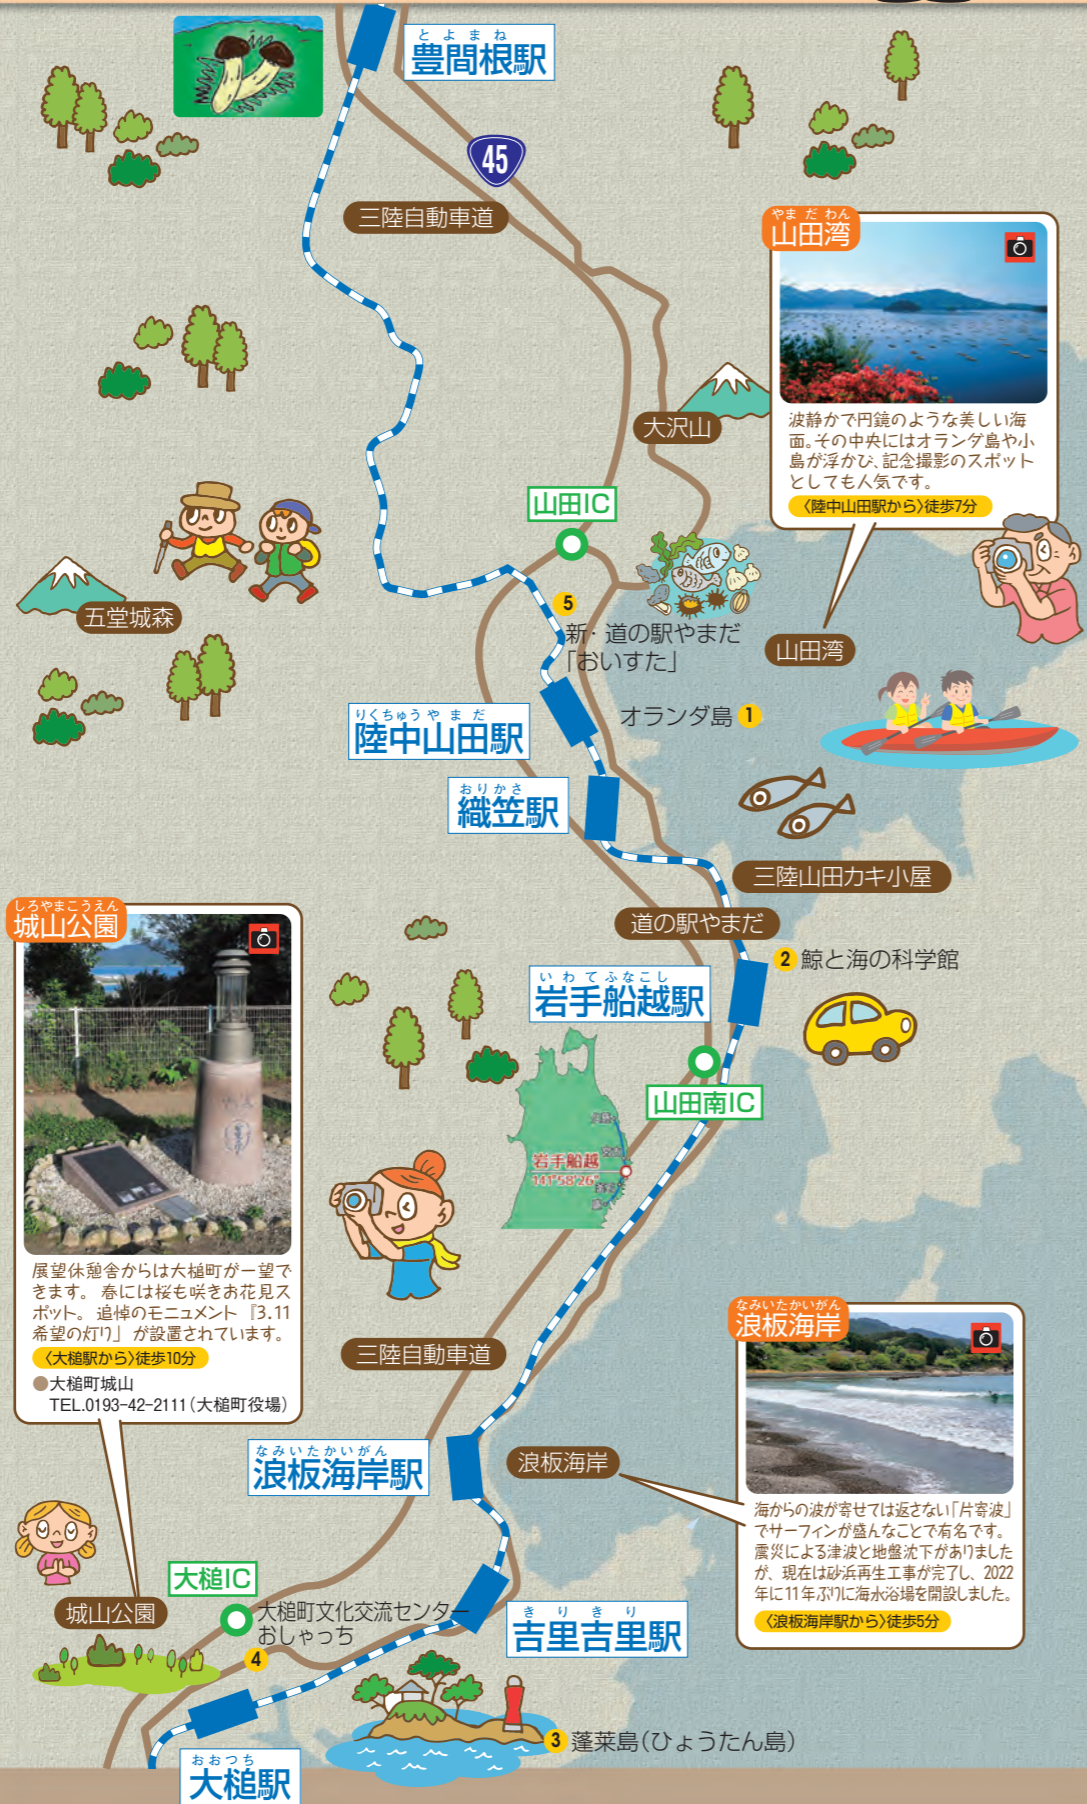 とよまね
豊間根駅
45
三陸自動車道
やまだわん
山田湾
波静かで円鏡のような美しい海
面。その中央にはオランダ島や小
島が浮かび、記念撮影のスポット
としても人気です。
〈陸中山田駅から〉徒歩7分
大沢山
山田IC
五堂城森
5
新・道の駅やまだ
「おいすた」
山田湾
りくちゅうやまだ
陸中山田駅
オランダ島 1
おりかさ
織笠駅
三陸山田カキ小屋
道の駅やまだ
2 鯨と海の科学館
いわてふなこし
岩手船越駅
山田南IC
岩手船越
141°58'26"
しろやまこうえん
城山公園
展望休憩舎からは大槌町が一望で
きます。 春には桜も咲きお花見ス
ポット。 追悼のモニュメント『3.11
希望の灯り」が設置されています。
〈大槌駅から〉徒歩10分
●大槌町城山
TEL.0193-42-2111(大槌町役場)
三陸自動車道
なみいたかいがん
浪板海岸
海からの波が寄せては返さない「片寄波」
でサーフィンが盛んなことで有名です。
震災による津波と地盤沈下がありました
が、現在は砂浜再生工事が完了し、2022
年に11年ぶりに海水浴場を開設しました。
〈浪板海岸駅から〉徒歩5分
なみいたかいがん
浪板海岸駅
浪板海岸
大槌IC
城山公園
大槌町文化交流センター
おしゃっち
4
きりきり
吉里吉里駅
3 蓬莱島(ひょうたん島)
おおつち
大槌駅